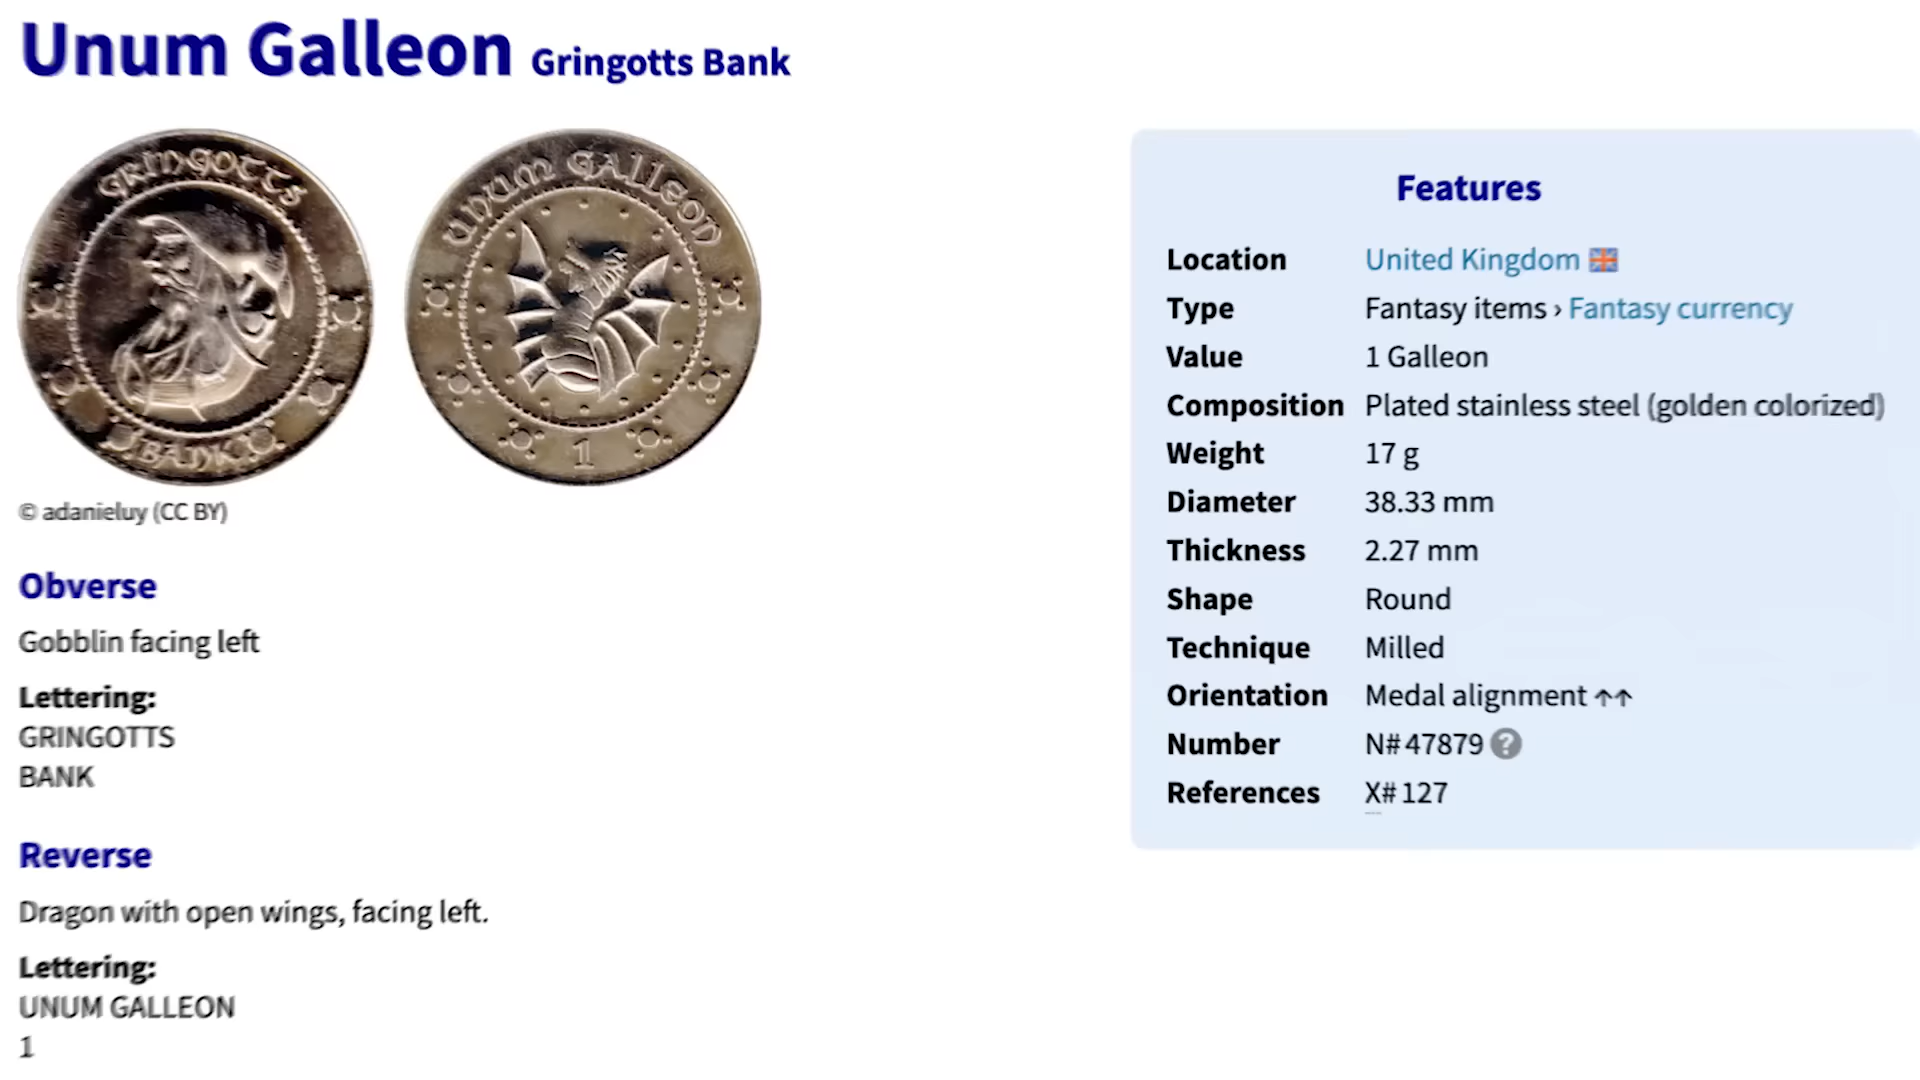 Unum Galleon Gringotts Bank
GRINGOTTS
BANK
UNUM GALLEON
1
© adanieluy (CC BY)
Obverse
Gobblin facing left
Lettering:
GRINGOTTS
BANK
Reverse
Dragon with open wings, facing left.
Lettering:
UNUM GALLEON
1
Features
Location United Kingdom
Type Fantasy items › Fantasy currency
Value 1 Galleon
Composition Plated stainless steel (golden colorized)
Weight 17 g
Diameter 38.33 mm
Thickness 2.27 mm
Shape Round
Technique Milled
Orientation Medal alignment ↑↑
Number N# 47879 ?
References X# 127